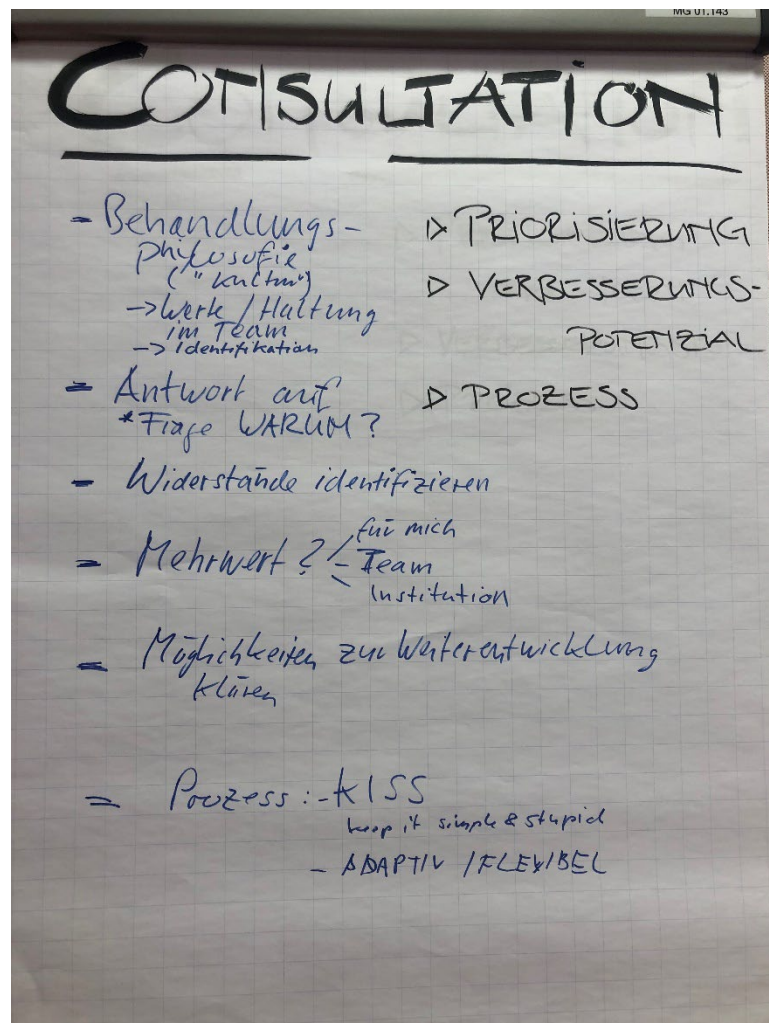 MG 01.143
CONSULTATION
- Behandlungs-
philosofie
("Kultur")
-> Werte / Haltung
im Team
-> Identifikation
- Antwort auf
*Frage WARUM?
- Widerstände identifizieren
- Mehrwert?
für mich
- Team
Institution
- Möglichkeiten zur Weiterentwicklung
klären
- Prozess: - KISS
keep it simple & stupid
- ADAPTIV / FLEXIBEL
▷ PRIORISIERUNG
▷ VERBESSERUNGS-
POTENZIAL
▷ PROZESS